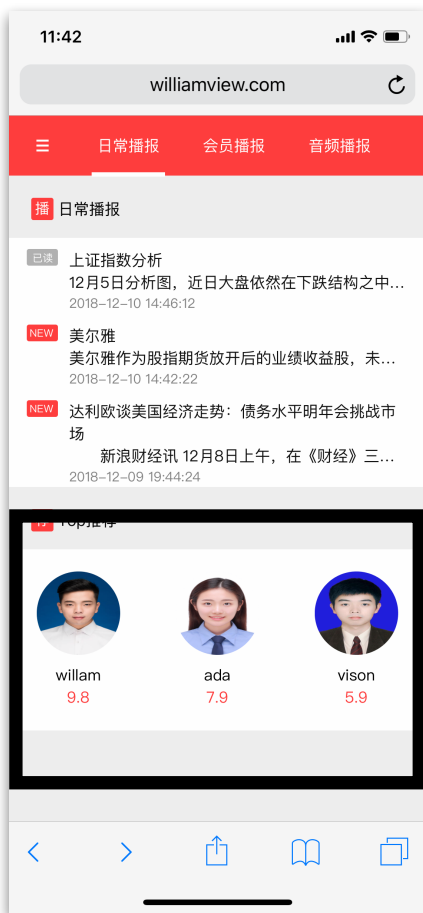 11:42
williamview.com
☰ 日常播报 会员播报 音频播报
播 日常播报
已读 上证指数分析
12月5日分析图，近日大盘依然在下跌结构之中...
2018-12-10 14:46:12
NEW 美尔雅
美尔雅作为股指期货放开后的业绩收益股，未...
2018-12-10 14:42:22
NEW 达利欧谈美国经济走势：债务水平明年会挑战市
场
新浪财经讯 12月8日上午，在《财经》三...
2018-12-09 19:44:24
荐 Top推荐
willam ada vison
9.8 7.9 5.9